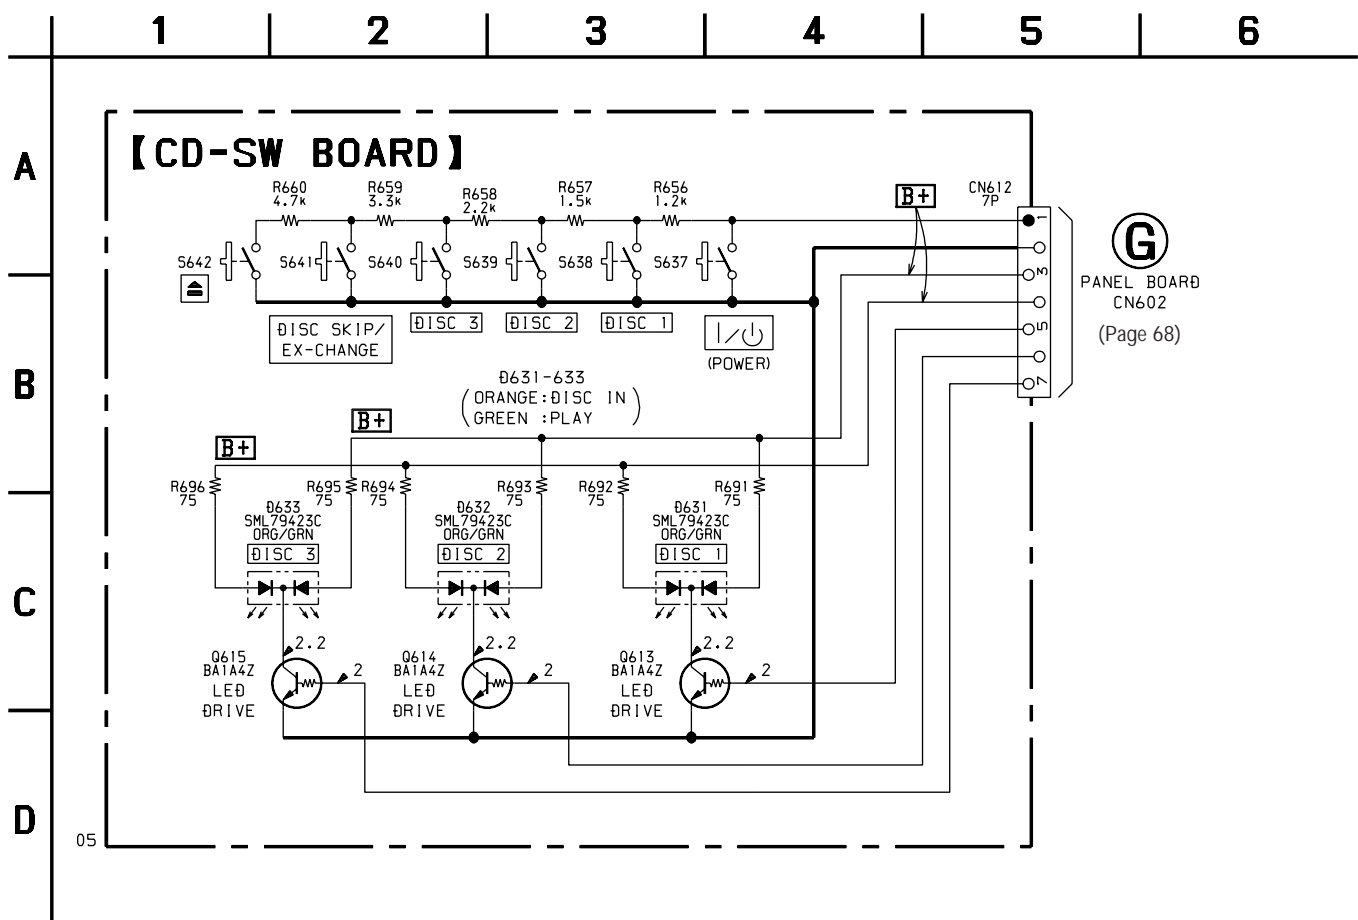 1 2 3 4 5 6
A
【CD-SW BOARD】
R660
4.7k
R659
3.3k
R658
2.2k
R657
1.5k
R656
1.2k
B+
CN612
7P
1
3
5
7
G
PANEL BOARD
CN602
(Page 68)
S642
S641
S640
S639
S638
S637
DISC SKIP/
EX-CHANGE
DISC 3
DISC 2
DISC 1
(POWER)
B
D631-633
(ORANGE:DISC IN
GREEN :PLAY)
B+
B+
R696
75
R695
75
R694
75
R693
75
R692
75
R691
75
C
D633
SML79423C
ORG/GRN
DISC 3
D632
SML79423C
ORG/GRN
DISC 2
D631
SML79423C
ORG/GRN
DISC 1
Q615
BA1A4Z
LED
DRIVE
2.2
2
Q614
BA1A4Z
LED
DRIVE
2.2
2
Q613
BA1A4Z
LED
DRIVE
2.2
2
D
05